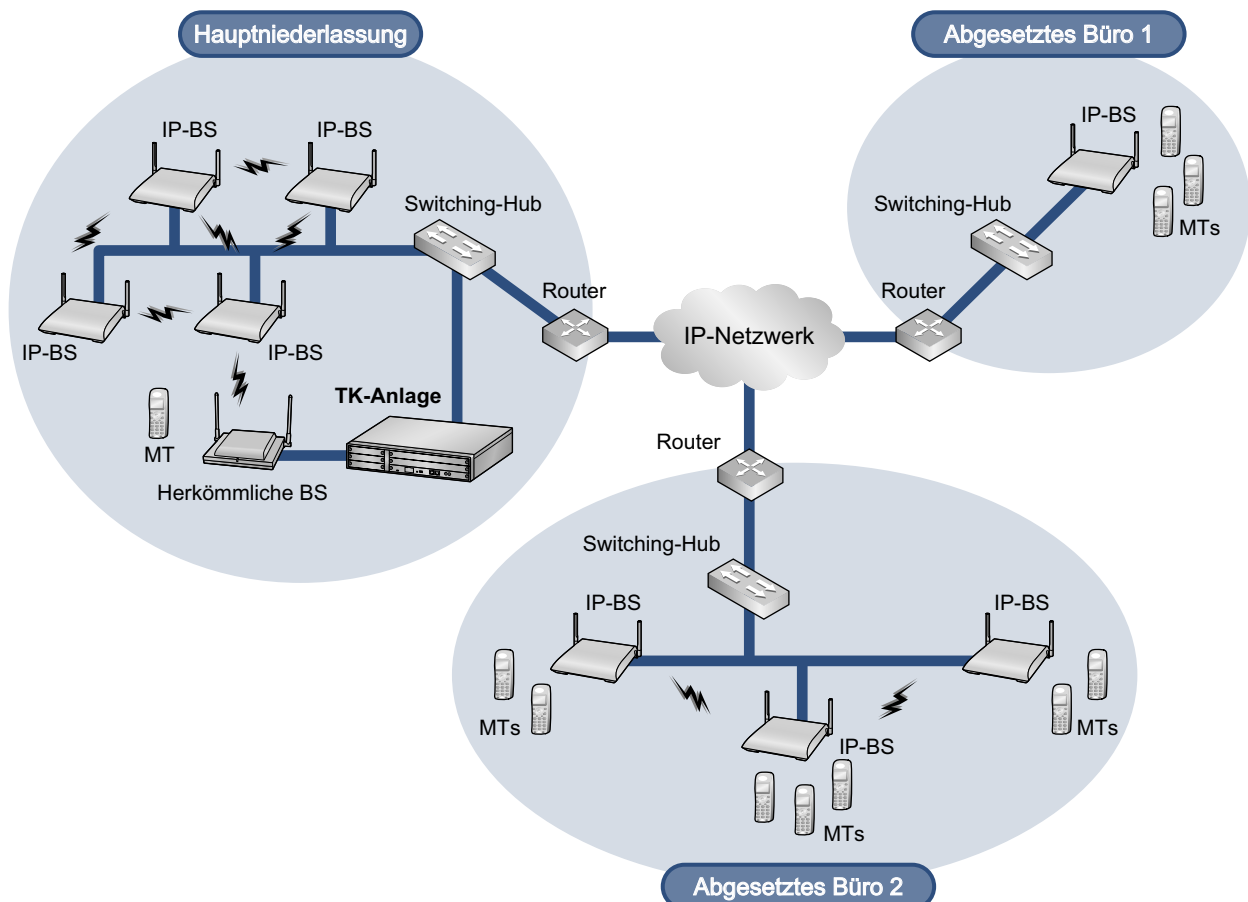 Hauptniederlassung
Abgesetztes Büro 1
IP-BS
IP-BS
IP-BS
Switching-Hub
Switching-Hub
MTs
Router
Router
IP-Netzwerk
IP-BS
IP-BS
TK-Anlage
MT
Herkömmliche BS
Router
Switching-Hub
IP-BS
IP-BS
MTs
MTs
IP-BS
MTs
Abgesetztes Büro 2